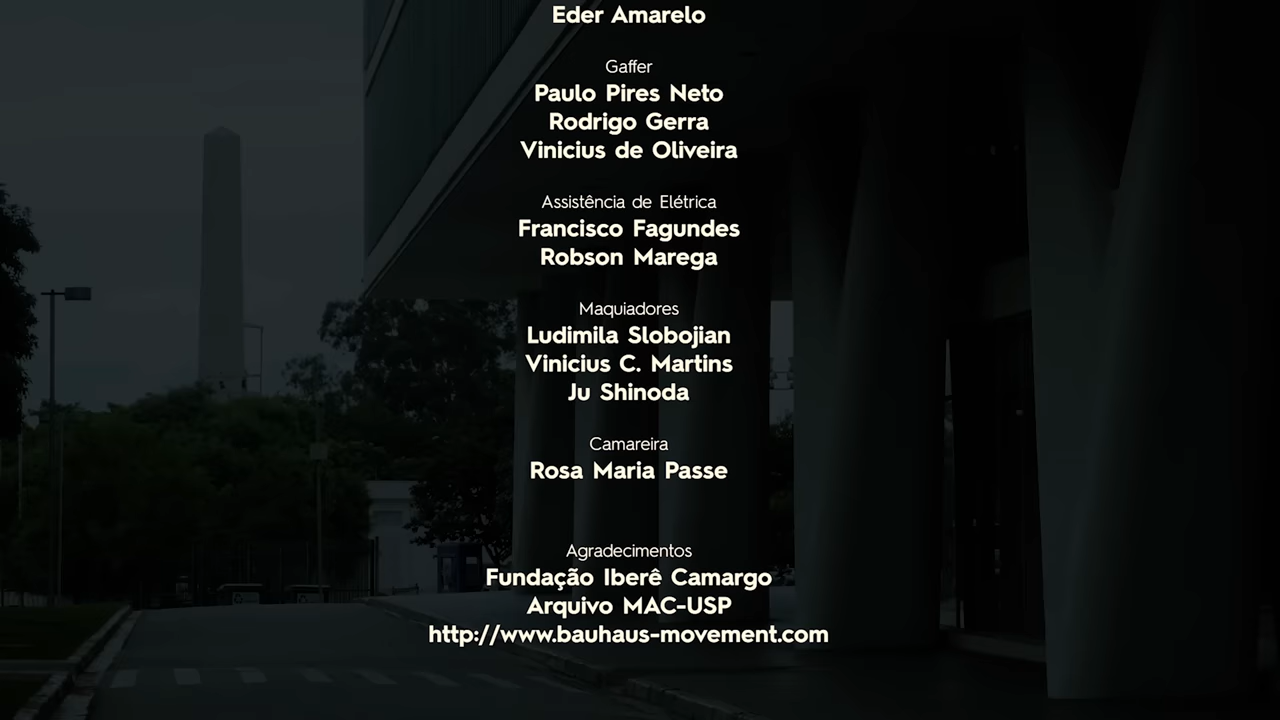 Eder Amarelo
Gaffer
Paulo Pires Neto
Rodrigo Gerra
Vinicius de Oliveira
Assistência de Elétrica
Francisco Fagundes
Robson Marega
Maquiadores
Ludimila Slobojian
Vinicius C. Martins
Ju Shinoda
Camareira
Rosa Maria Passe
Agradecimentos
Fundação Iberê Camargo
Arquivo MAC-USP
http://www.bauhaus-movement.com